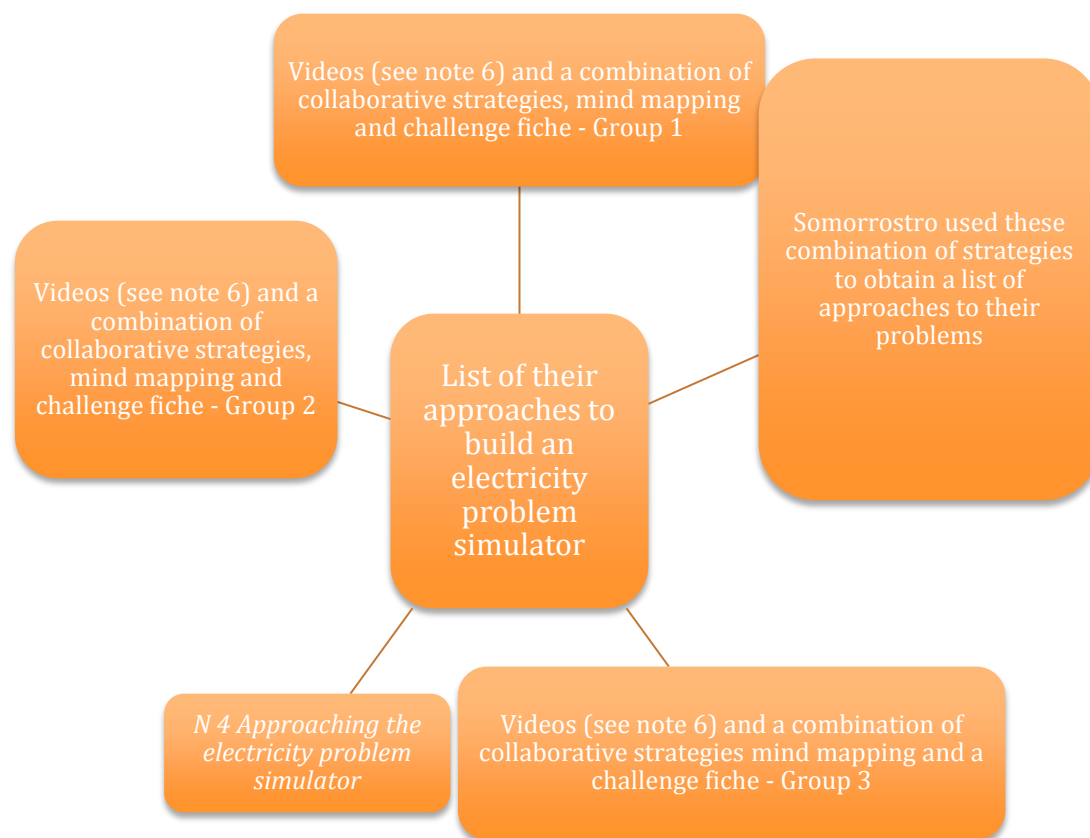 Videos (see note 6) and a combination of
collaborative strategies, mind mapping
and challenge fiche - Group 1
Somorrostro used these
combination of strategies
to obtain a list of
approaches to their
problems
Videos (see note 6) and a
combination of
collaborative strategies,
mind mapping and
challenge fiche - Group 2
List of their
approaches to
build an
electricity
problem
simulator
N 4 Approaching the
electricity problem
simulator
Videos (see note 6) and a combination of
collaborative strategies mind mapping and a
challenge fiche - Group 3